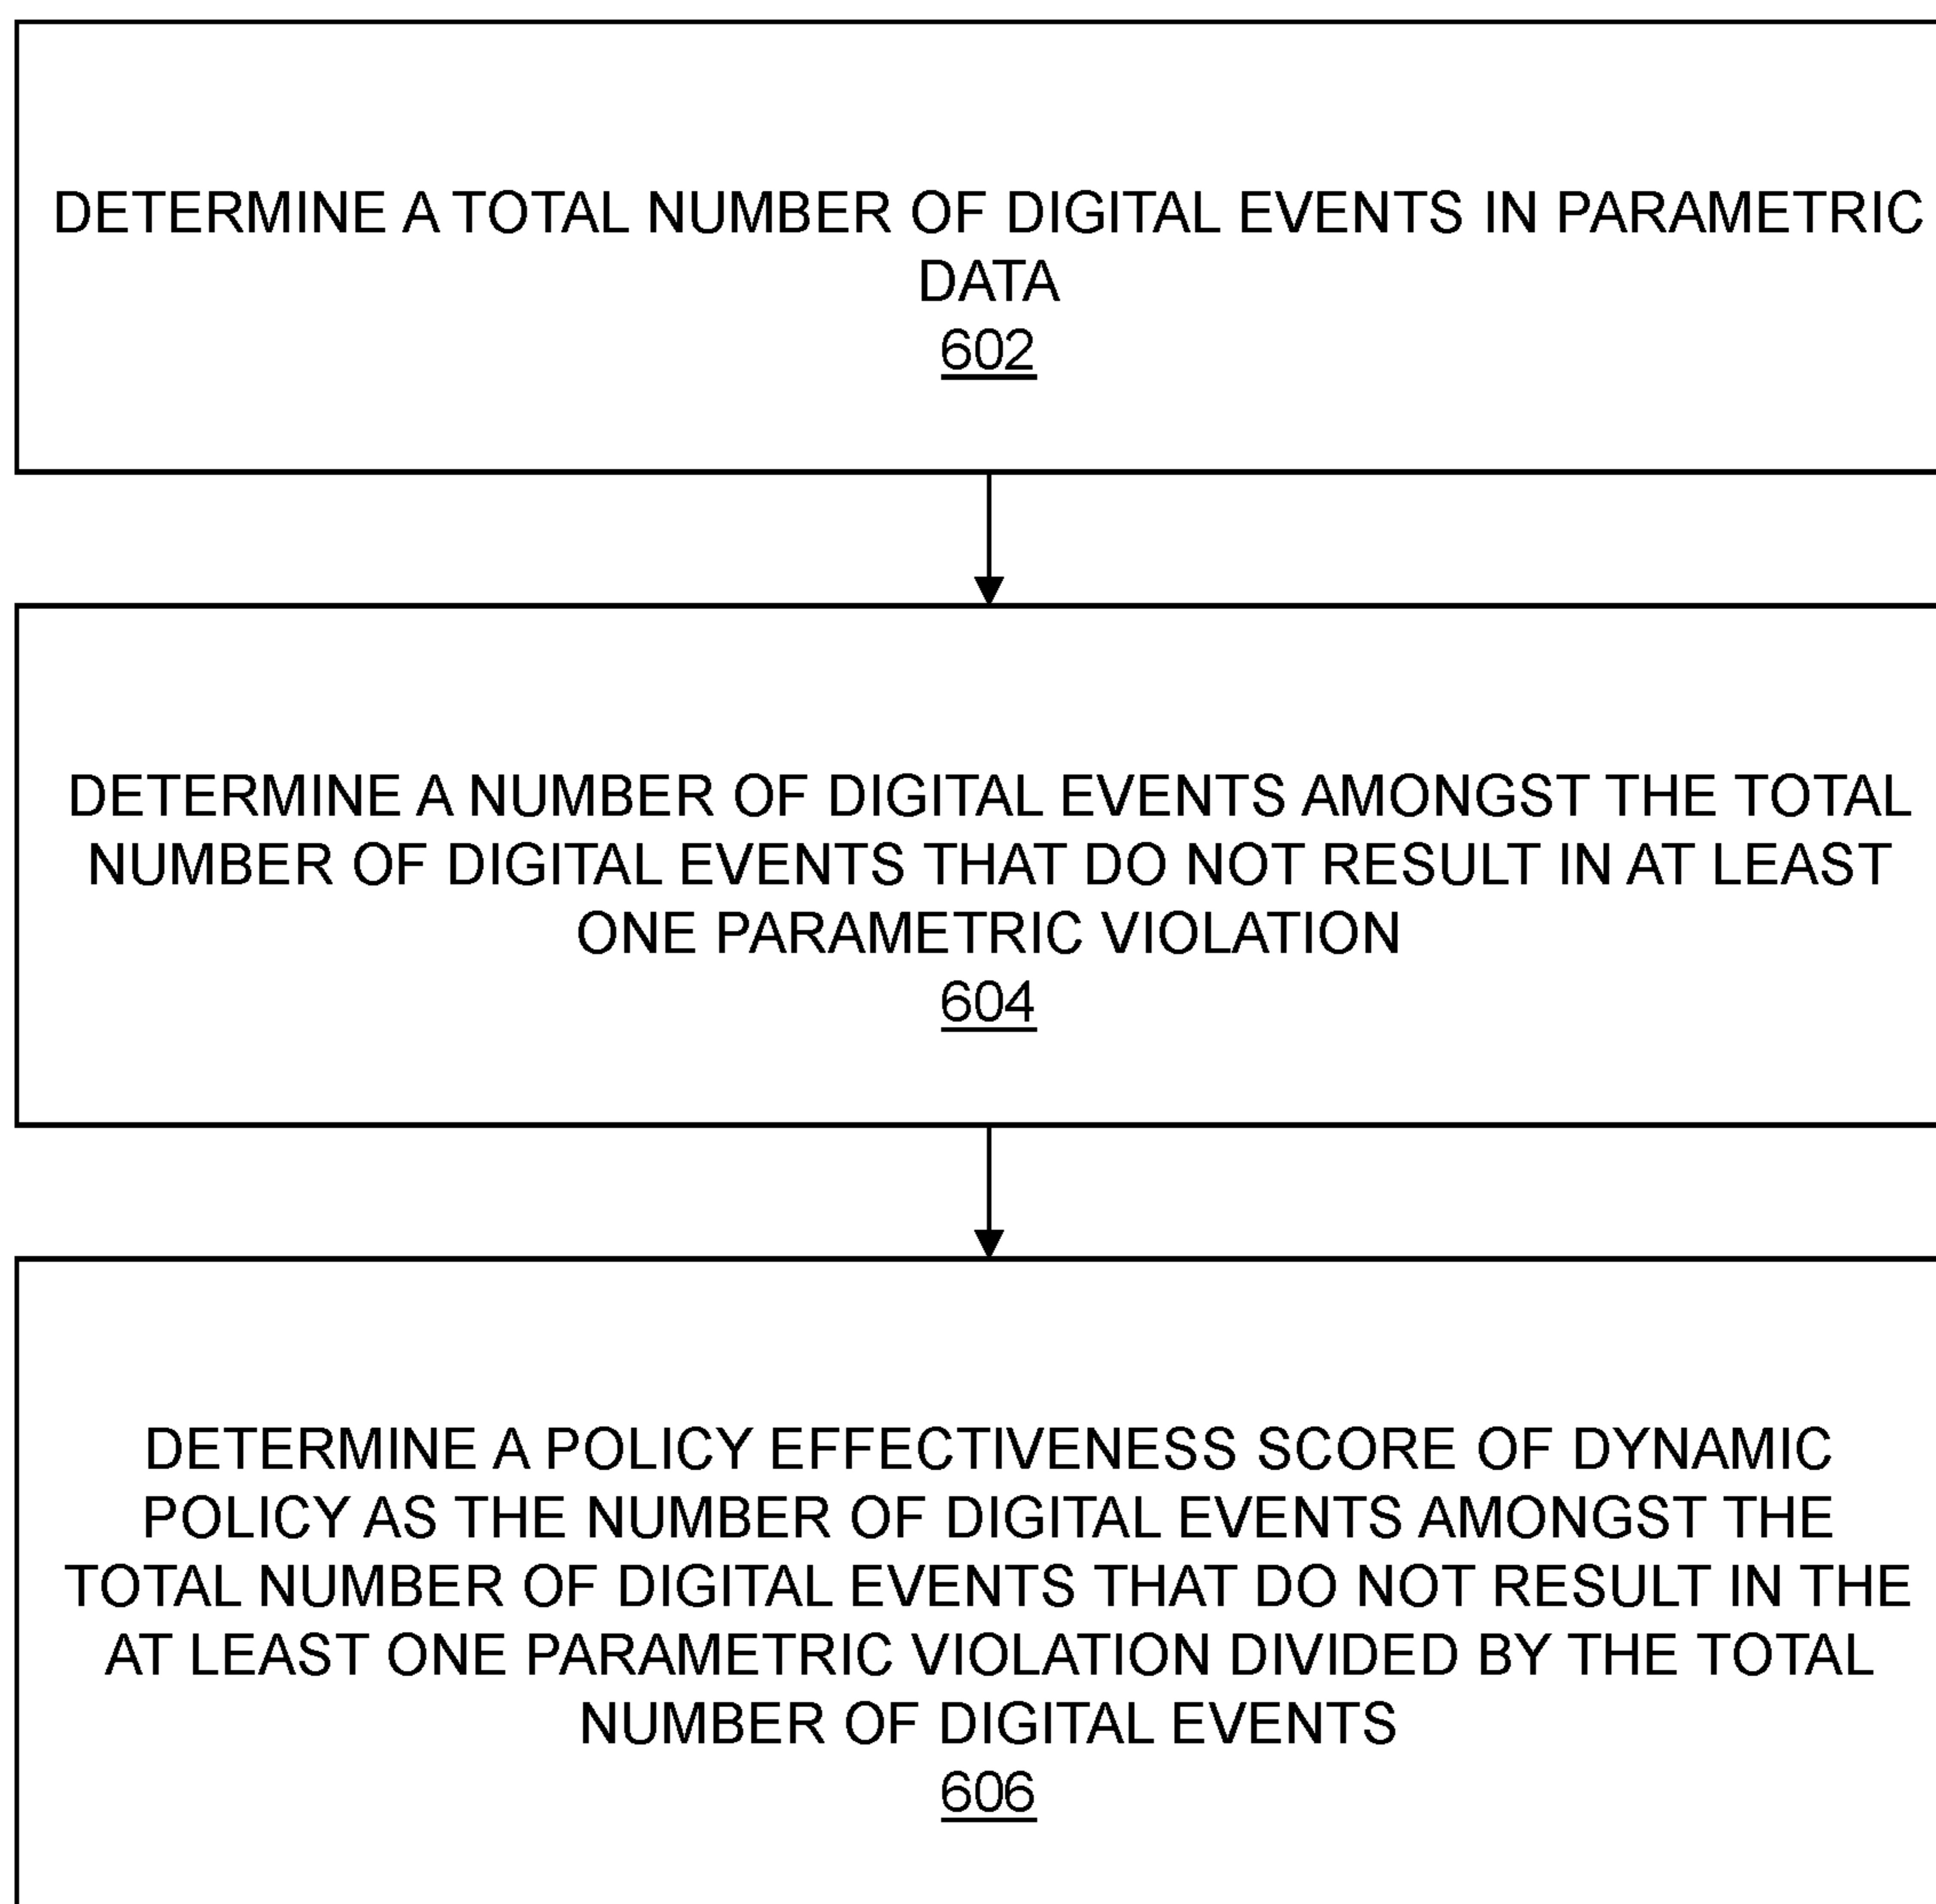 DETERMINE A TOTAL NUMBER OF DIGITAL EVENTS IN PARAMETRIC
DATA
602
DETERMINE A NUMBER OF DIGITAL EVENTS AMONGST THE TOTAL
NUMBER OF DIGITAL EVENTS THAT DO NOT RESULT IN AT LEAST
ONE PARAMETRIC VIOLATION
604
DETERMINE A POLICY EFFECTIVENESS SCORE OF DYNAMIC
POLICY AS THE NUMBER OF DIGITAL EVENTS AMONGST THE
TOTAL NUMBER OF DIGITAL EVENTS THAT DO NOT RESULT IN THE
AT LEAST ONE PARAMETRIC VIOLATION DIVIDED BY THE TOTAL
NUMBER OF DIGITAL EVENTS
606